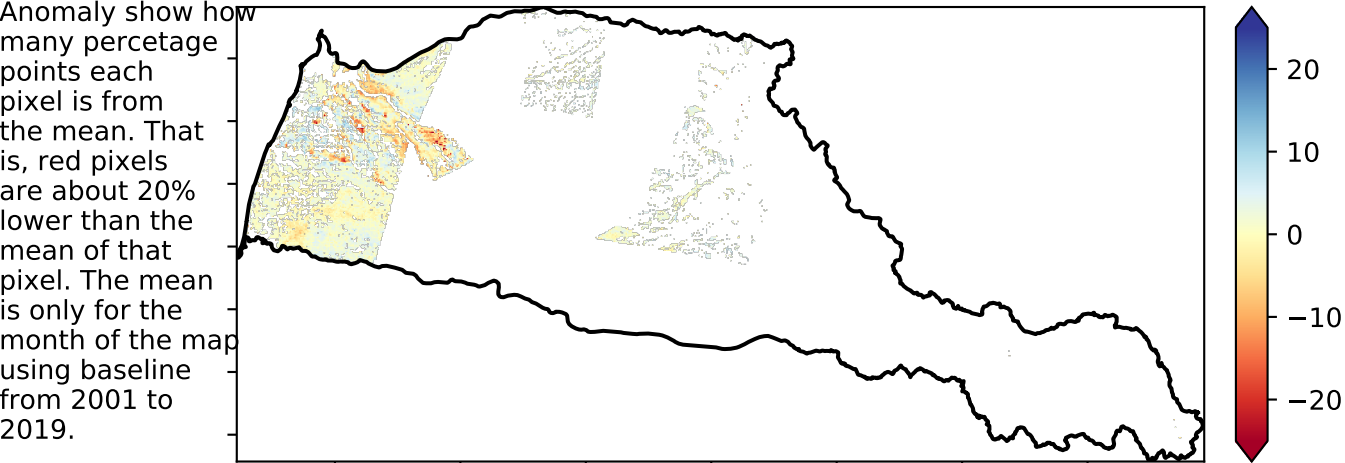 Anomaly show how
many percetage
points each
pixel is from
the mean. That
is, red pixels
are about 20%
lower than the
mean of that
pixel. The mean
is only for the
month of the map
using baseline
from 2001 to
2019.
20
10
0
−10
−20